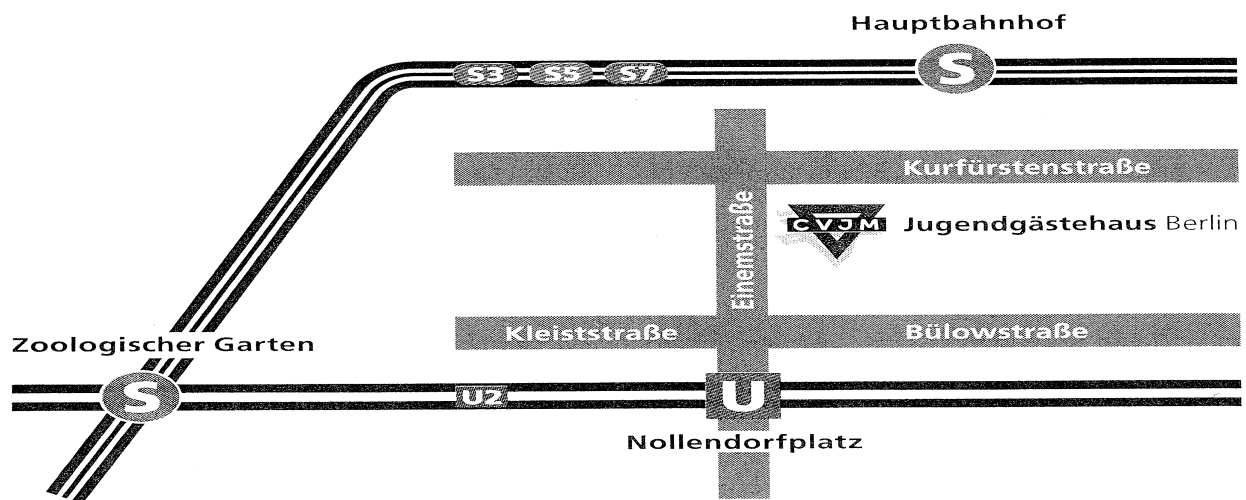 Hauptbahnhof
S3 S5 S7 S
Kurfürstenstraße
Einemstraße
CVJM Jugendgästehaus Berlin
Kleiststraße Bülowstraße
Zoologischer Garten
S U2 U
Nollendorfplatz